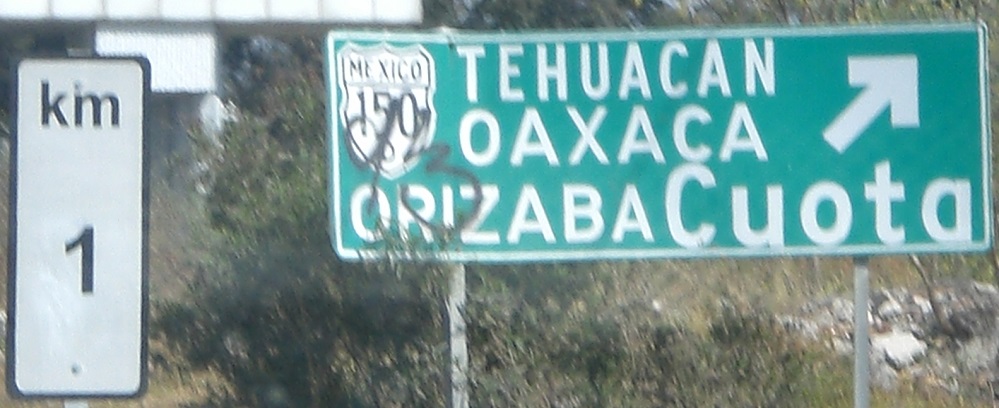 km
1
MEXICO
150
TEHUACAN
OAXACA
ORIZABA Cuota